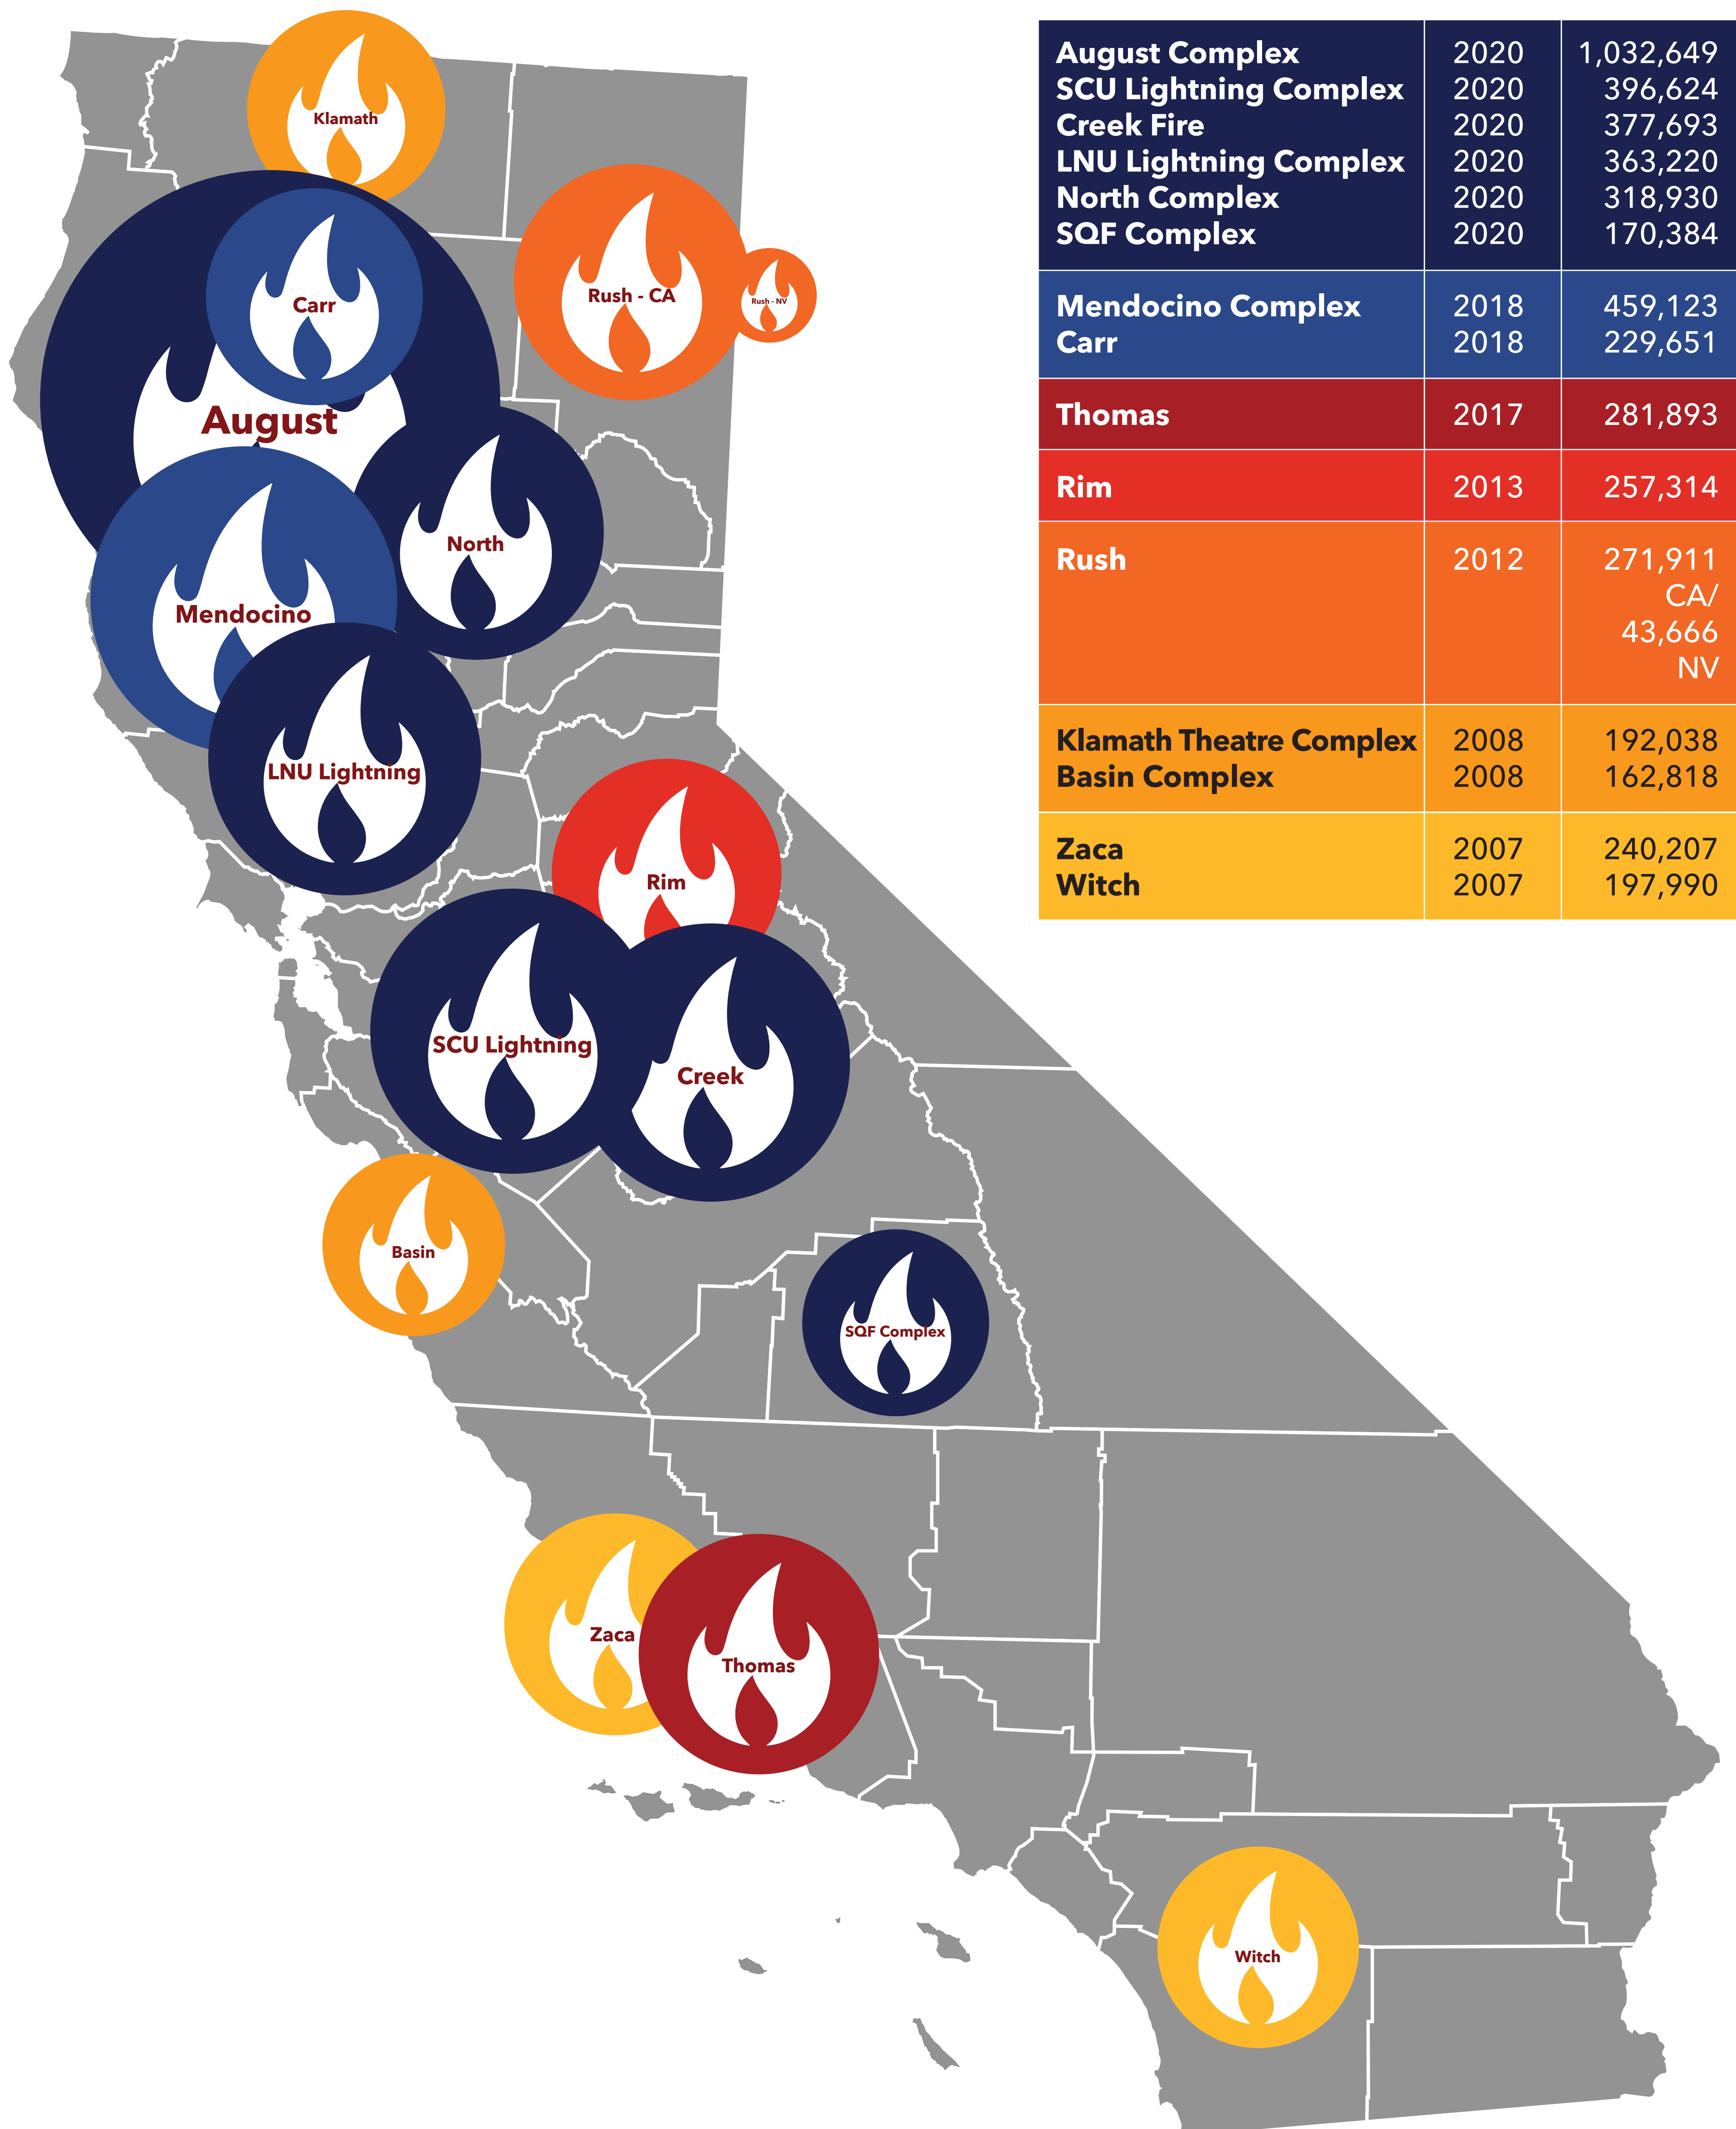 August Complex 2020 1,032,649
SCU Lightning Complex 2020 396,624
Creek Fire 2020 377,693
LNU Lightning Complex 2020 363,220
North Complex 2020 318,930
SQF Complex 2020 170,384
Mendocino Complex 2018 459,123
Carr 2018 229,651
Thomas 2017 281,893
Rim 2013 257,314
Rush 2012 271,911
CA/
43,666
NV
Klamath Theatre Complex 2008 192,038
Basin Complex 2008 162,818
Zaca 2007 240,207
Witch 2007 197,990
Klamath
Carr
Rush - CA
Rush - NV
August
North
Mendocino
LNU Lightning
Rim
SCU Lightning
Creek
Basin
SQF Complex
Zaca
Thomas
Witch